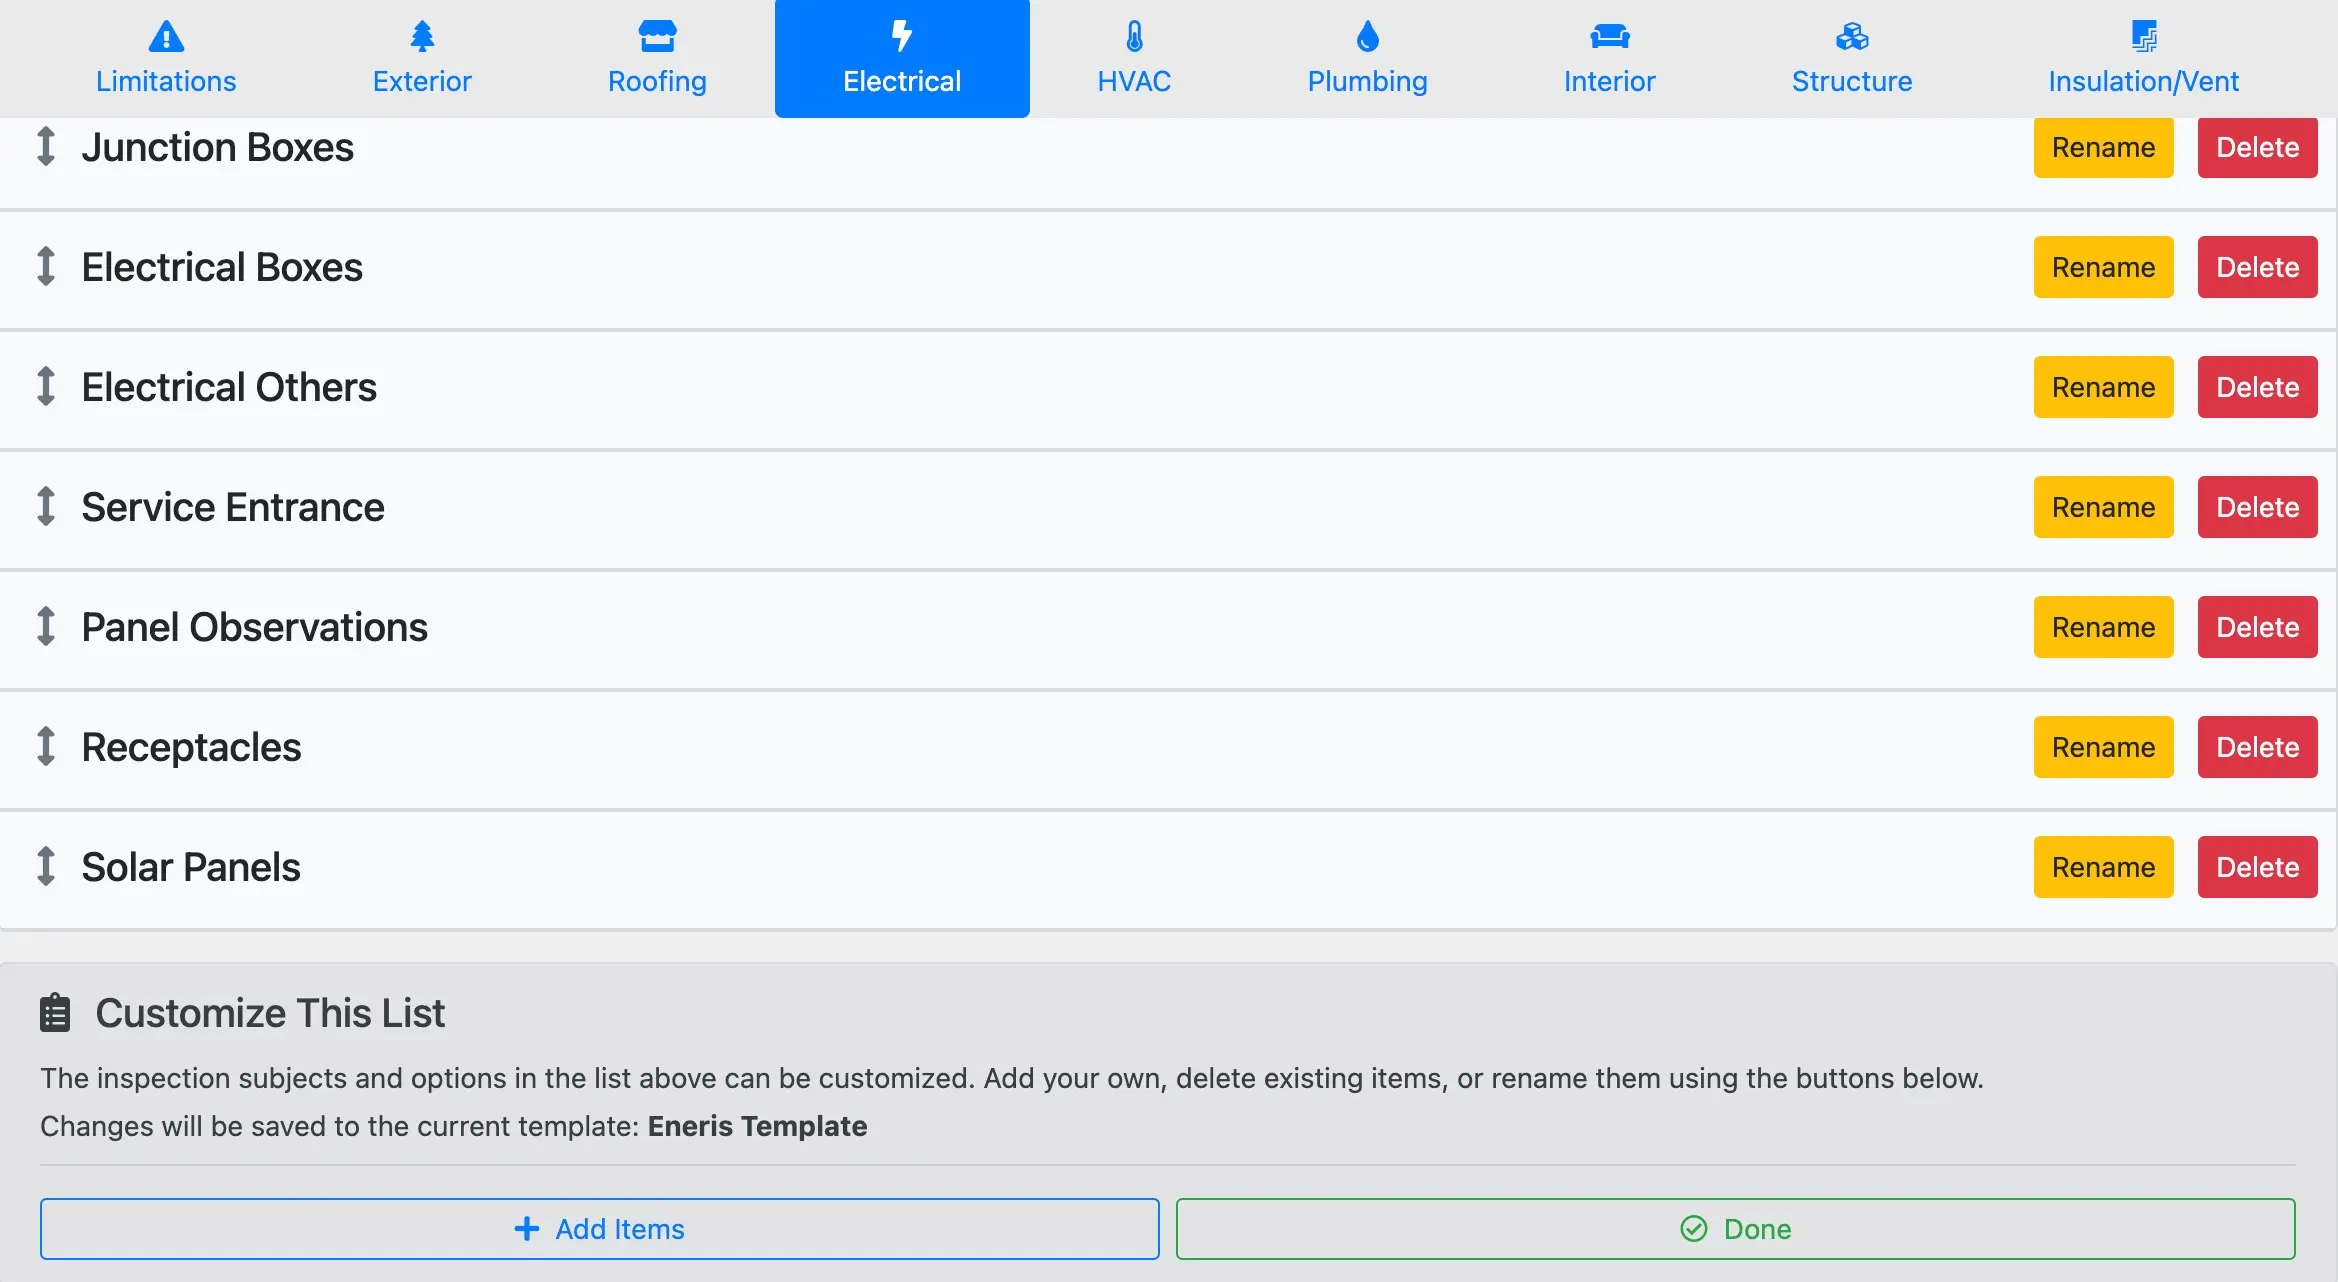 Limitations Exterior Roofing Electrical HVAC Plumbing Interior Structure Insulation/Vent
Junction Boxes Rename Delete
Electrical Boxes Rename Delete
Electrical Others Rename Delete
Service Entrance Rename Delete
Panel Observations Rename Delete
Receptacles Rename Delete
Solar Panels Rename Delete
Customize This List
The inspection subjects and options in the list above can be customized. Add your own, delete existing items, or rename them using the buttons below.
Changes will be saved to the current template: Eneris Template
Add Items Done